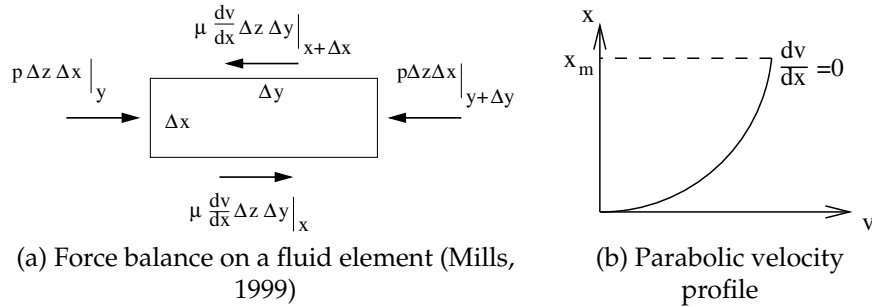 μ dv/dx Δz Δy|x+Δx
p Δz Δx|y
Δy
pΔzΔx|y+Δy
Δx
μ dv/dx Δz Δy|x
(a) Force balance on a fluid element (Mills,
1999)
x
xm
dv/dx =0
v
(b) Parabolic velocity
profile